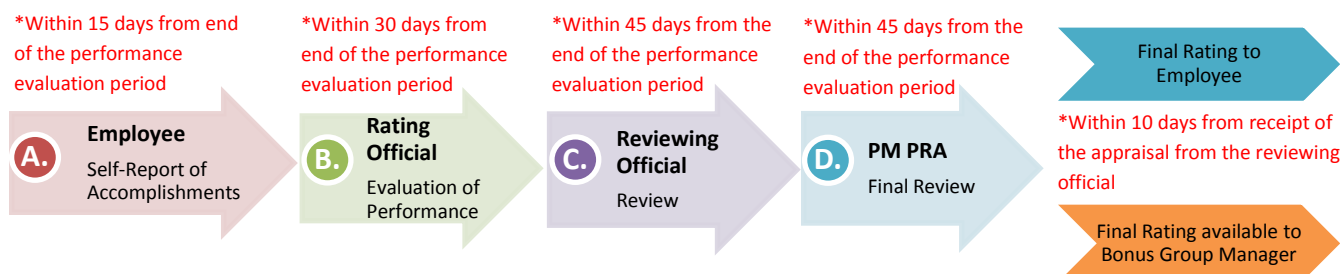 *Within 15 days from end
of the performance
evaluation period
A.
Employee
Self-Report of
Accomplishments
*Within 30 days from
end of the performance
evaluation period
B.
Rating
Official
Evaluation of
Performance
*Within 45 days from the
end of the performance
evaluation period
C.
Reviewing
Official
Review
*Within 45 days from the
end of the performance
evaluation period
D.
PM PRA
Final Review
Final Rating to
Employee
*Within 10 days from receipt of
the appraisal from the reviewing
official
Final Rating available to
Bonus Group Manager